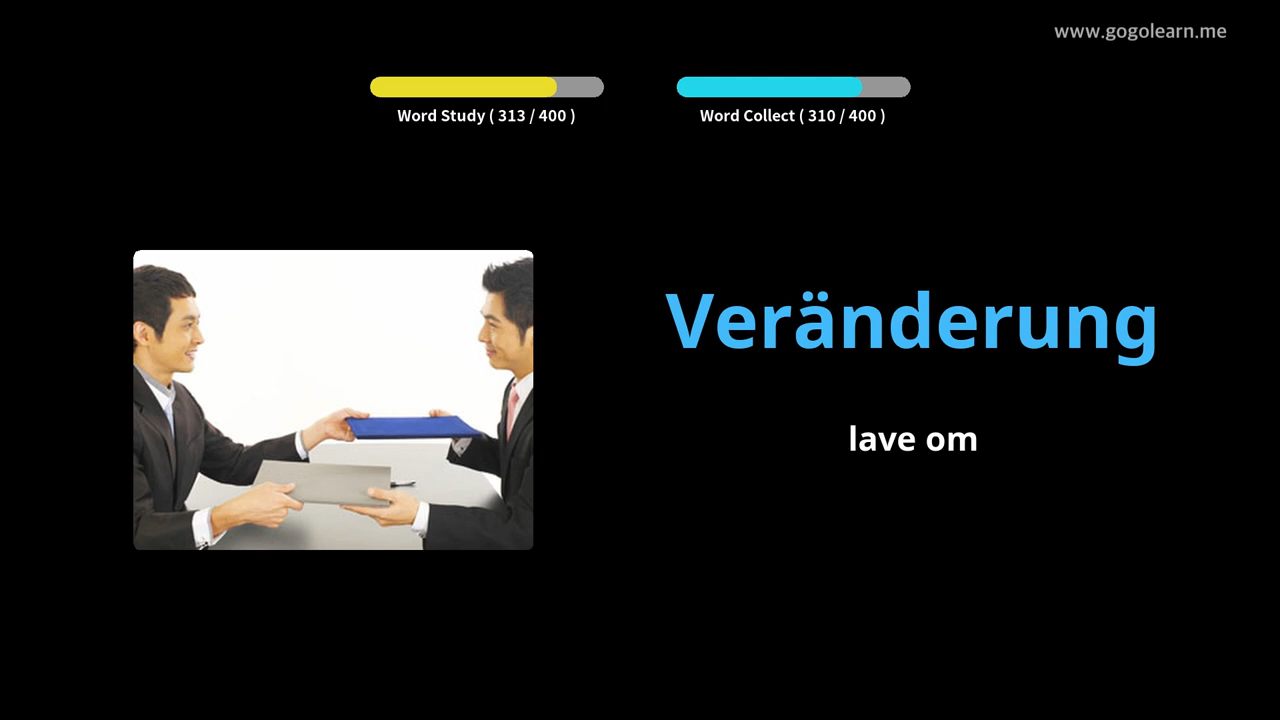 www.gogolearn.me
Word Study ( 313 / 400 )
Word Collect ( 310 / 400 )
Veränderung
lave om